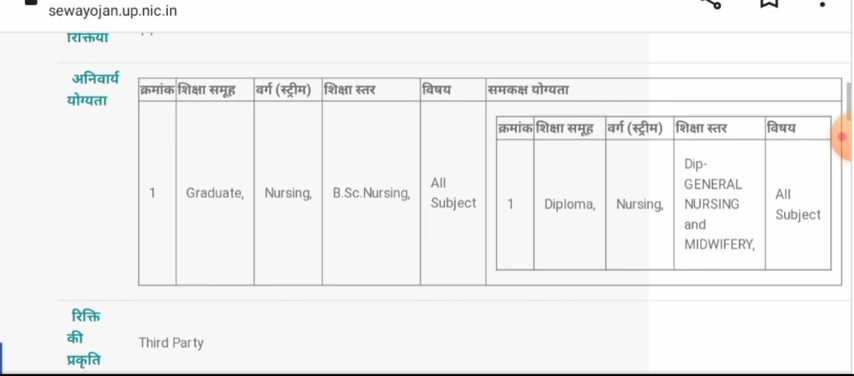 sewayojan.up.nic.in
रिक्तियाँ
अनिवार्य
योग्यता
क्रमांक शिक्षा समूह वर्ग (स्ट्रीम) शिक्षा स्तर विषय समकक्ष योग्यता
क्रमांक शिक्षा समूह वर्ग (स्ट्रीम) शिक्षा स्तर विषय
1 Graduate, Nursing, B.Sc.Nursing, All Subject
1 Diploma, Nursing, Dip-
GENERAL
NURSING
and
MIDWIFERY,
All
Subject
रिक्ति
की
प्रकृति
Third Party